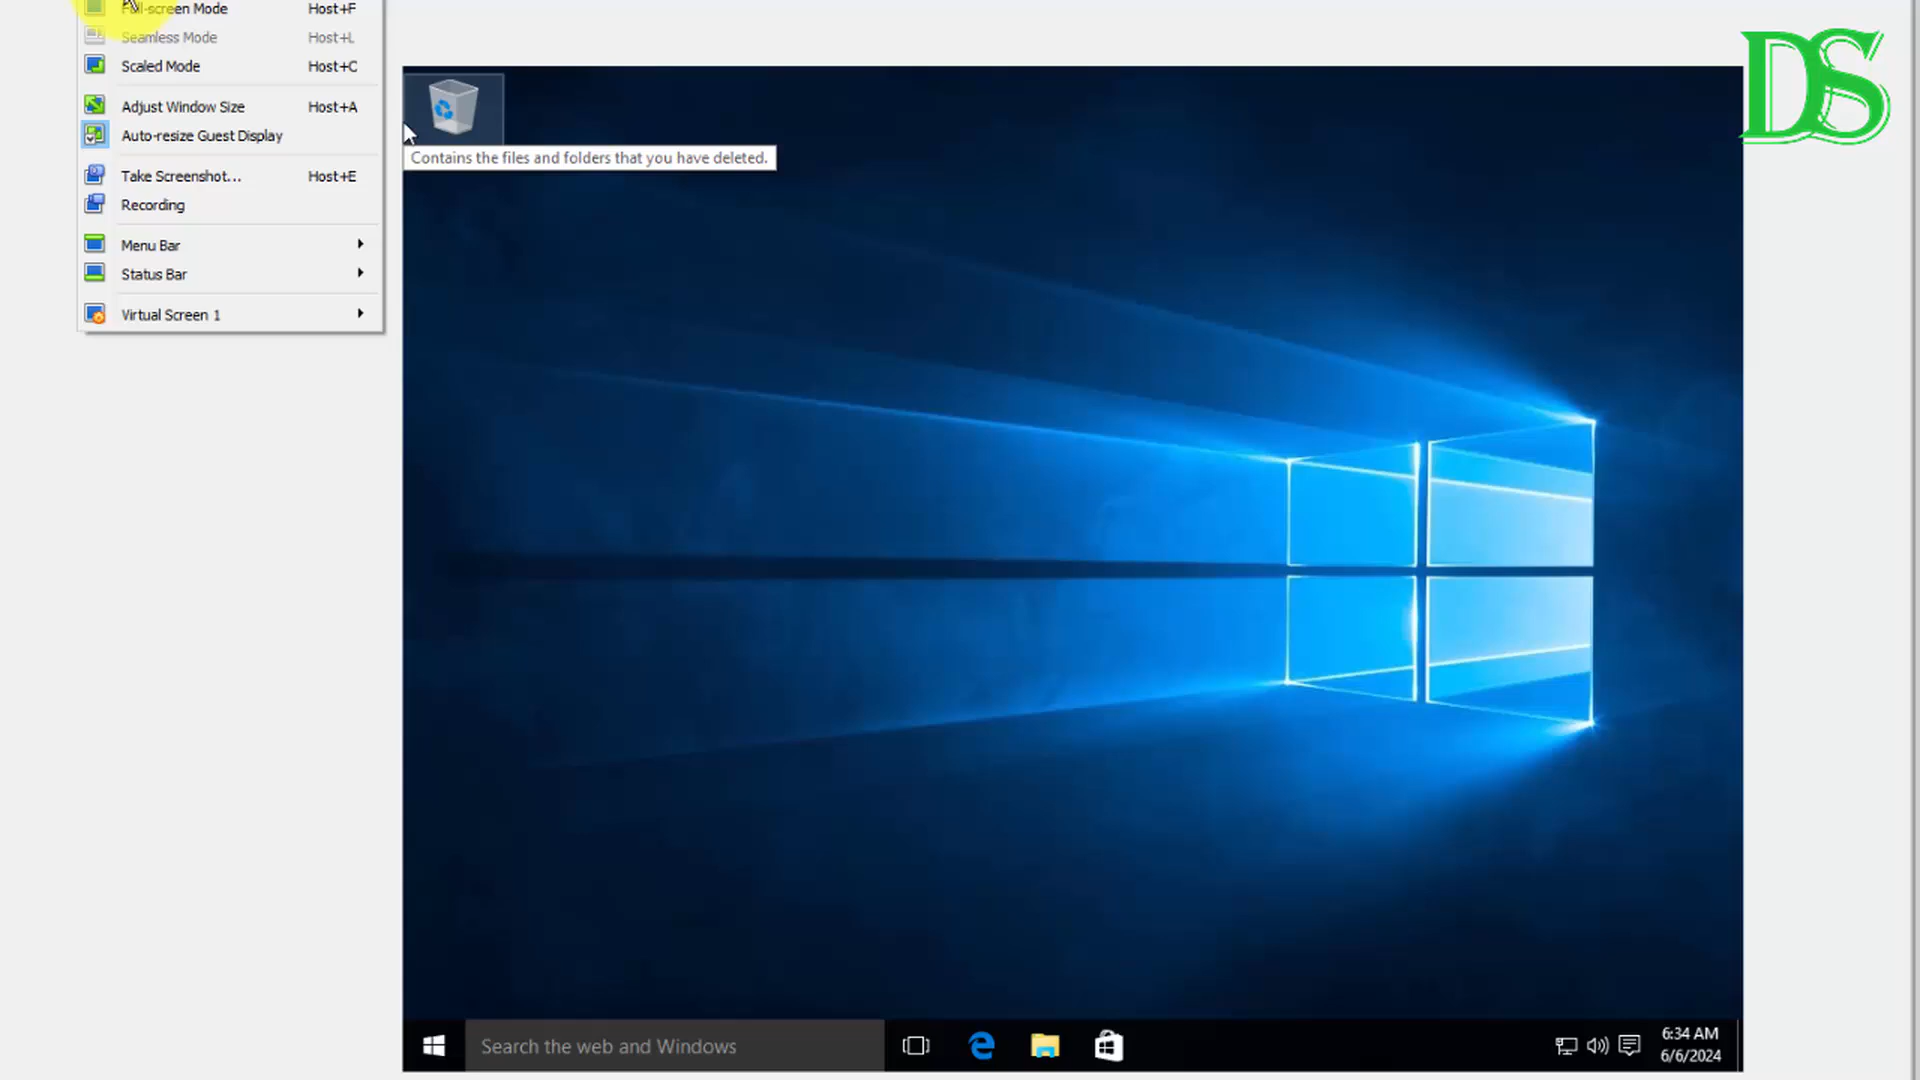 Full-screen Mode Host+F
Seamless Mode Host+L
Scaled Mode Host+C
Adjust Window Size Host+A
Auto-resize Guest Display
Take Screenshot... Host+E
Recording
Menu Bar
Status Bar
Virtual Screen 1
Contains the files and folders that you have deleted.
DS
Search the web and Windows
6:34 AM
6/6/2024